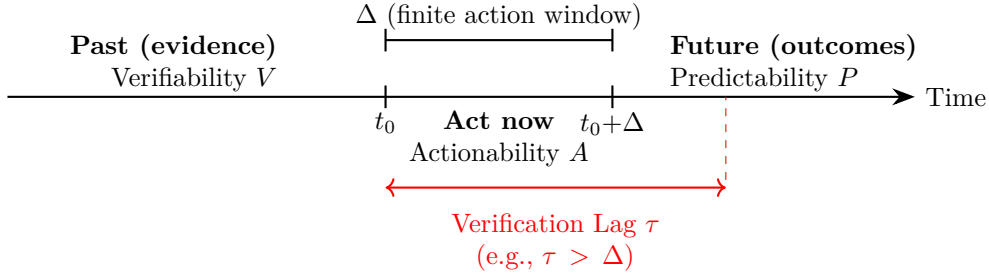 Δ (finite action window)
Past (evidence)
Verifiability V
Future (outcomes)
Predictability P
Time
t₀
Act now
t₀+Δ
Actionability A
Verification Lag τ
(e.g., τ > Δ)